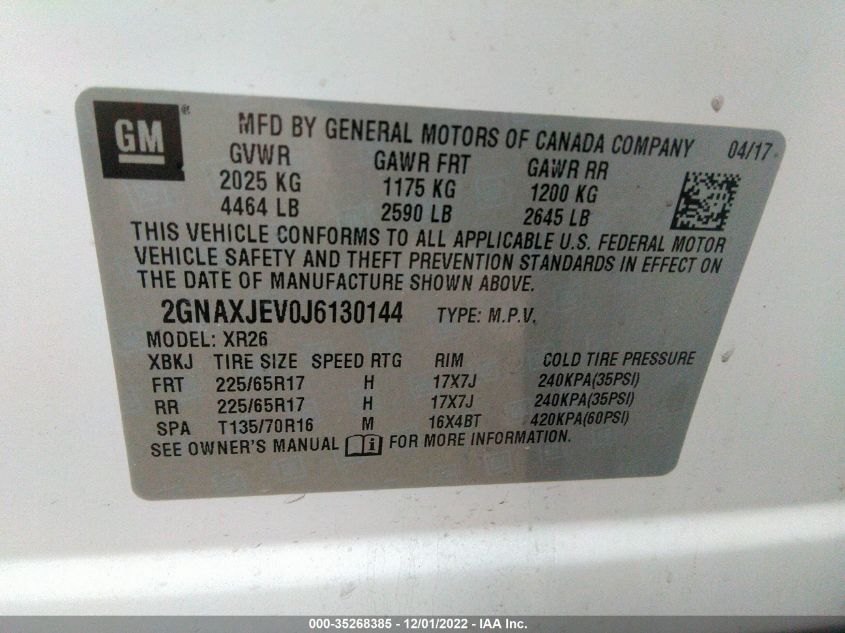 GM ®
MFD BY GENERAL MOTORS OF CANADA COMPANY 04/17
GVWR GAWR FRT GAWR RR
2025 KG 1175 KG 1200 KG
4464 LB 2590 LB 2645 LB
THIS VEHICLE CONFORMS TO ALL APPLICABLE U.S. FEDERAL MOTOR
VEHICLE SAFETY AND THEFT PREVENTION STANDARDS IN EFFECT ON
THE DATE OF MANUFACTURE SHOWN ABOVE.
2GNAXJEV0J6130144 TYPE: M.P.V.
MODEL: XR26
XBKJ TIRE SIZE SPEED RTG RIM COLD TIRE PRESSURE
FRT 225/65R17 H 17X7J 240KPA(35PSI)
RR 225/65R17 H 17X7J 240KPA(35PSI)
SPA T135/70R16 M 16X4BT 420KPA(60PSI)
SEE OWNER'S MANUAL i FOR MORE INFORMATION.
000-35268385 - 12/01/2022 - IAA Inc.